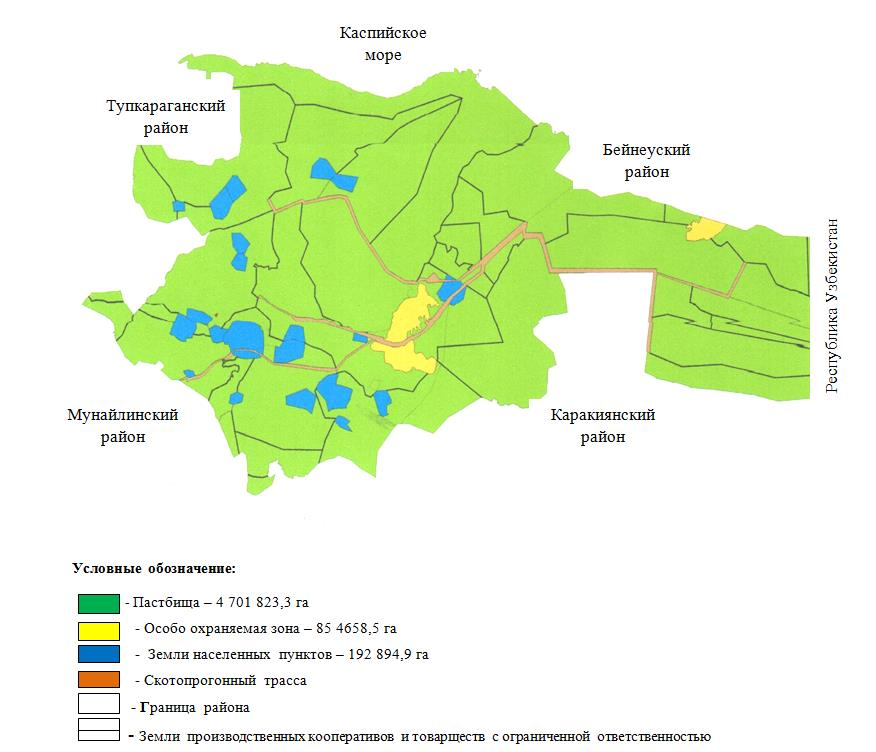 Каспийское
море
Тупкараганский
район
Бейнеуский
район
Республика Узбекистан
Мунайлинский
район
Каракиянский
район
Условные обозначение:
- Пастбища – 4 701 823,3 га
- Особо охраняемая зона – 85 4658,5 га
- Земли населенных пунктов – 192 894,9 га
- Скотопрогонный трасса
- Граница района
- Земли производственных кооперативов и товарществ с ограниченной ответственностью